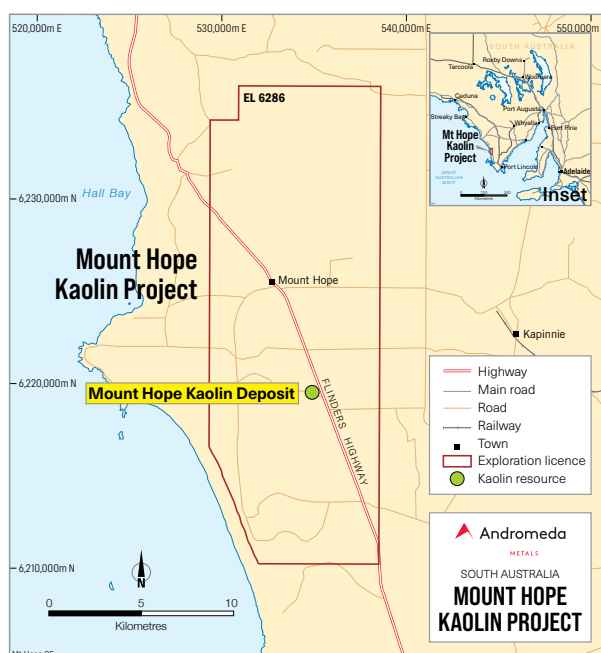 520,000m E
530,000m E
540,000m E
550,000m E
EL 6286
SOUTH AUSTRALIA
Roxby Downs
Tarcoola
Woomera
Ceduna
Port Augusta
Streaky Bay
Whyalla
Port Pirie
Mt Hope
Kaolin
Project
Port Lincoln
Adelaide
GREAT
AUSTRALIAN
BIGHT
N
Kilometres
Inset
6,230,000m N
Hall Bay
Mount Hope
Kaolin Project
Mount Hope
Kapinnie
6,220,000m N
Mount Hope Kaolin Deposit
FLINDERS HIGHWAY
Highway
Main road
Road
Railway
Town
Exploration licence
Kaolin resource
6,210,000m N
N
0 5 10
Kilometres
Andromeda
METALS
SOUTH AUSTRALIA
MOUNT HOPE
KAOLIN PROJECT